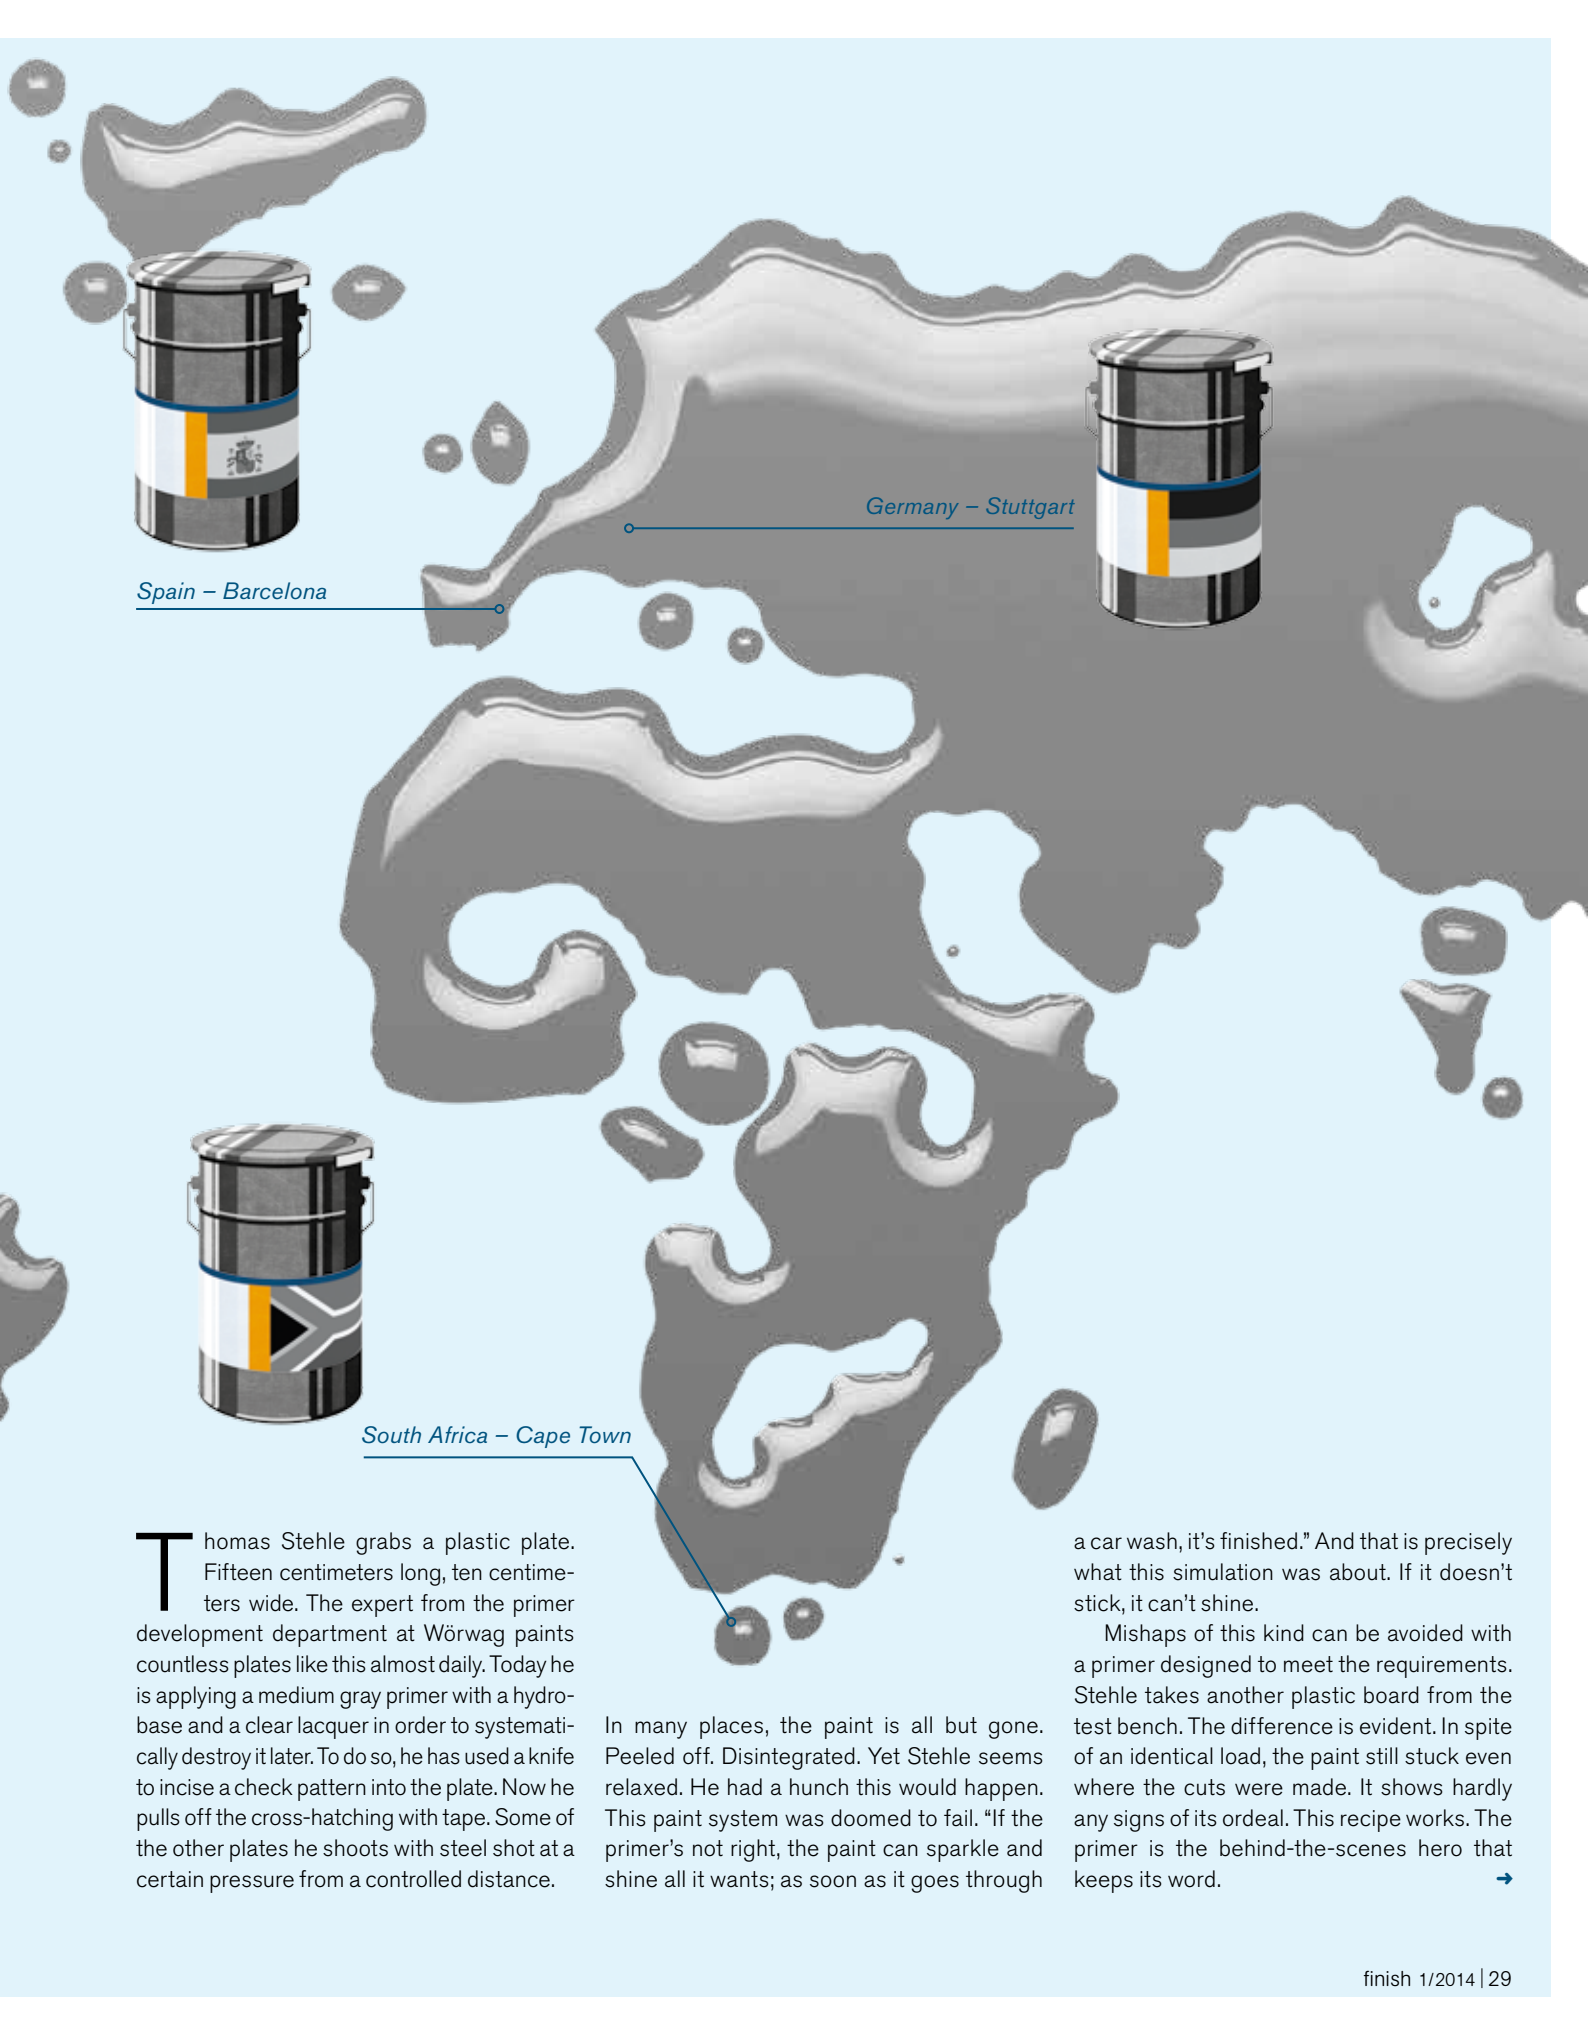 Germany – Stuttgart
Spain – Barcelona
South Africa – Cape Town
Thomas Stehle grabs a plastic plate.
Fifteen centimeters long, ten centime-
ters wide. The expert from the primer
development department at Wörwag paints
countless plates like this almost daily. Today he
is applying a medium gray primer with a hydro-
base and a clear lacquer in order to systemati-
cally destroy it later. To do so, he has used a knife
to incise a check pattern into the plate. Now he
pulls off the cross-hatching with tape. Some of
the other plates he shoots with steel shot at a
certain pressure from a controlled distance.
In many places, the paint is all but gone.
Peeled off. Disintegrated. Yet Stehle seems
relaxed. He had a hunch this would happen.
This paint system was doomed to fail. “If the
primer’s not right, the paint can sparkle and
shine all it wants; as soon as it goes through
a car wash, it’s finished.” And that is precisely
what this simulation was about. If it doesn’t
stick, it can’t shine.
Mishaps of this kind can be avoided with
a primer designed to meet the requirements.
Stehle takes another plastic board from the
test bench. The difference is evident. In spite
of an identical load, the paint still stuck even
where the cuts were made. It shows hardly
any signs of its ordeal. This recipe works. The
primer is the behind-the-scenes hero that
keeps its word. ➜
finish 1/2014 | 29